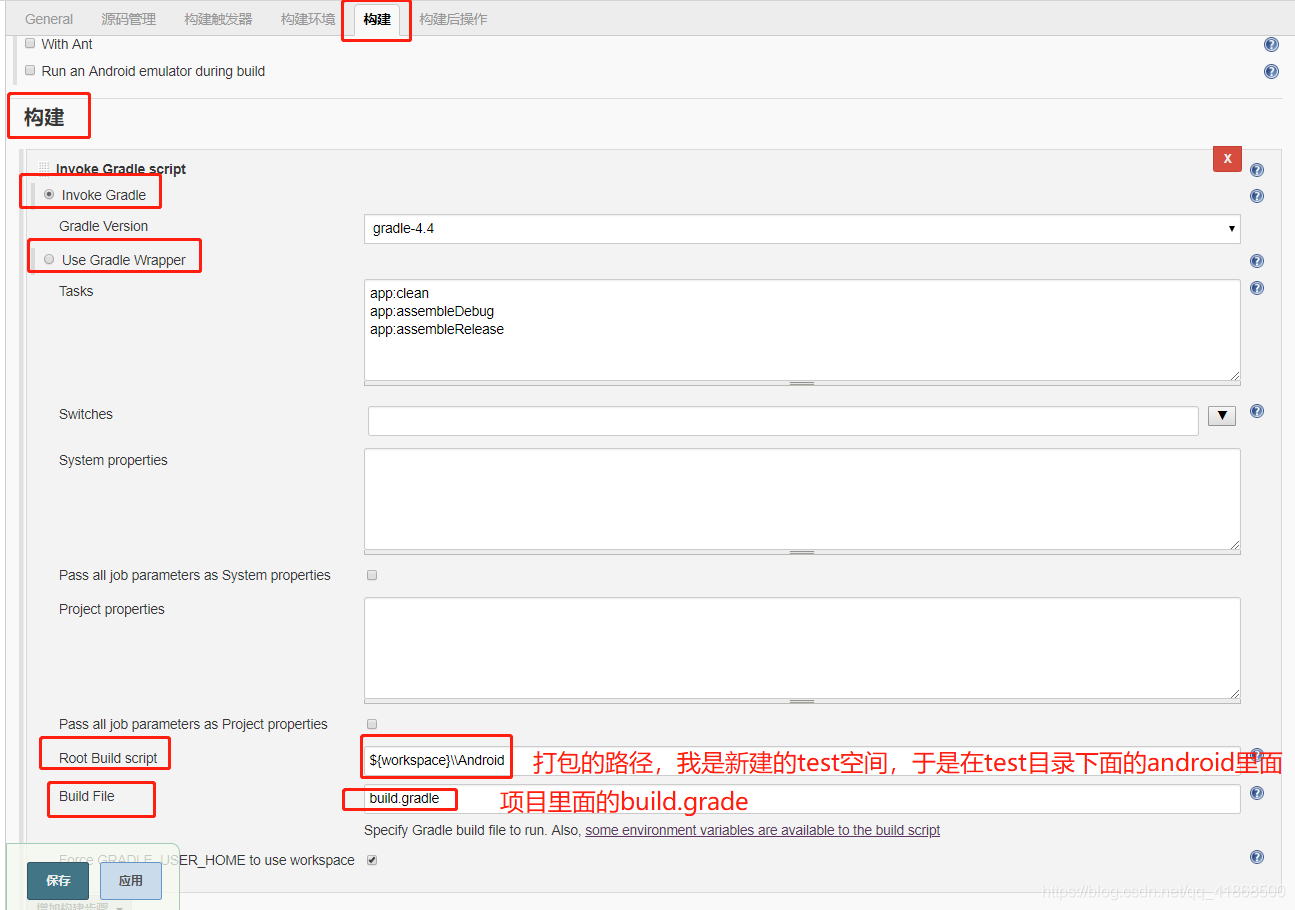 General 源码管理 构建触发器 构建环境 构建 构建后操作
With Ant
Run an Android emulator during build
构建
Invoke Gradle script
X
Invoke Gradle
Gradle Version
gradle-4.4
Use Gradle Wrapper
Tasks
app:clean
app:assembleDebug
app:assembleRelease
Switches
System properties
Pass all job parameters as System properties
Project properties
Pass all job parameters as Project properties
Root Build script
${workspace}\\Android
打包的路径，我是新建的test空间，于是在test目录下面的android里面
Build File
build.gradle
项目里面的build.grade
Specify Gradle build file to run. Also, some environment variables are available to the build script
Force GRADLE_USER_HOME to use workspace
保存 应用
增加构建步骤
https://blog.csdn.net/qq_41868500